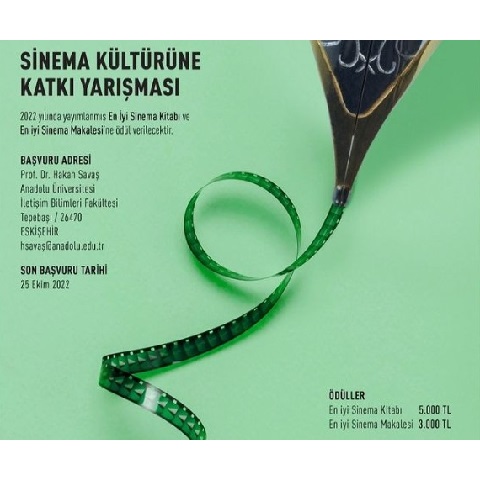 SİNEMA KÜLTÜRÜNE
KATKI YARIŞMASI
2022 yılında yayımlanmış En İyi Sinema Kitabı ve
En iyi Sinema Makalesi'ne ödül verilecektir.
BAŞVURU ADRESİ
Prof. Dr. Hakan Savaş
Anadolu Üniversitesi
İletişim Bilimleri Fakültesi
Tepebaşı / 26470
ESKİŞEHİR
hsavas@anadolu.edu.tr
SON BAŞVURU TARİHİ
25 Ekim 2022
ÖDÜLLER
En iyi Sinema Kitabı 5.000 TL
En iyi Sinema Makalesi 3.000 TL